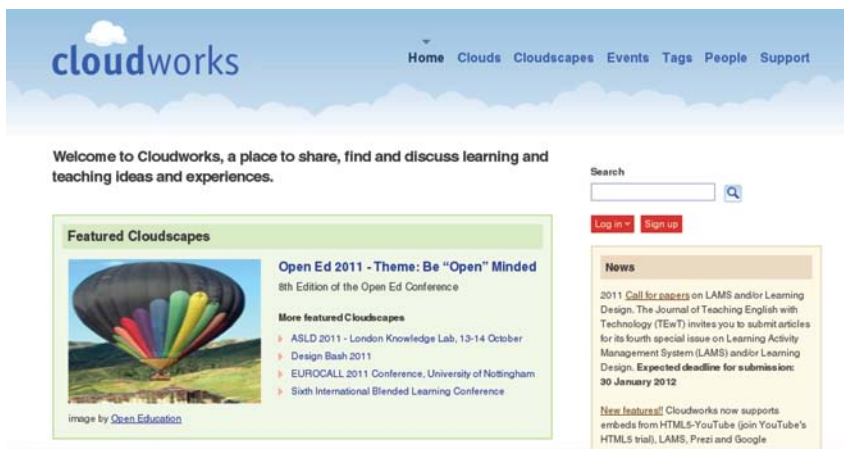 cloudworks
Home Clouds Cloudscapes Events Tags People Support
Welcome to Cloudworks, a place to share, find and discuss learning and
teaching ideas and experiences.
Featured Cloudscapes
Open Ed 2011 - Theme: Be “Open” Minded
8th Edition of the Open Ed Conference
More featured Cloudscapes
ASLD 2011 - London Knowledge Lab, 13-14 October
Design Bash 2011
EUROCALL 2011 Conference, University of Nottingham
Sixth International Blended Learning Conference
image by Open Education
Search
Log in Sign up
News
2011 Call for papers on LAMS and/or Learning
Design. The Journal of Teaching English with
Technology (TEwT) invites you to submit articles
for its fourth special issue on Learning Activity
Management System (LAMS) and/or Learning
Design. Expected deadline for submission:
30 January 2012
New features!! Cloudworks now supports
embeds from HTML5-YouTube (join YouTube's
HTML5 trial), LAMS, Prezi and Google